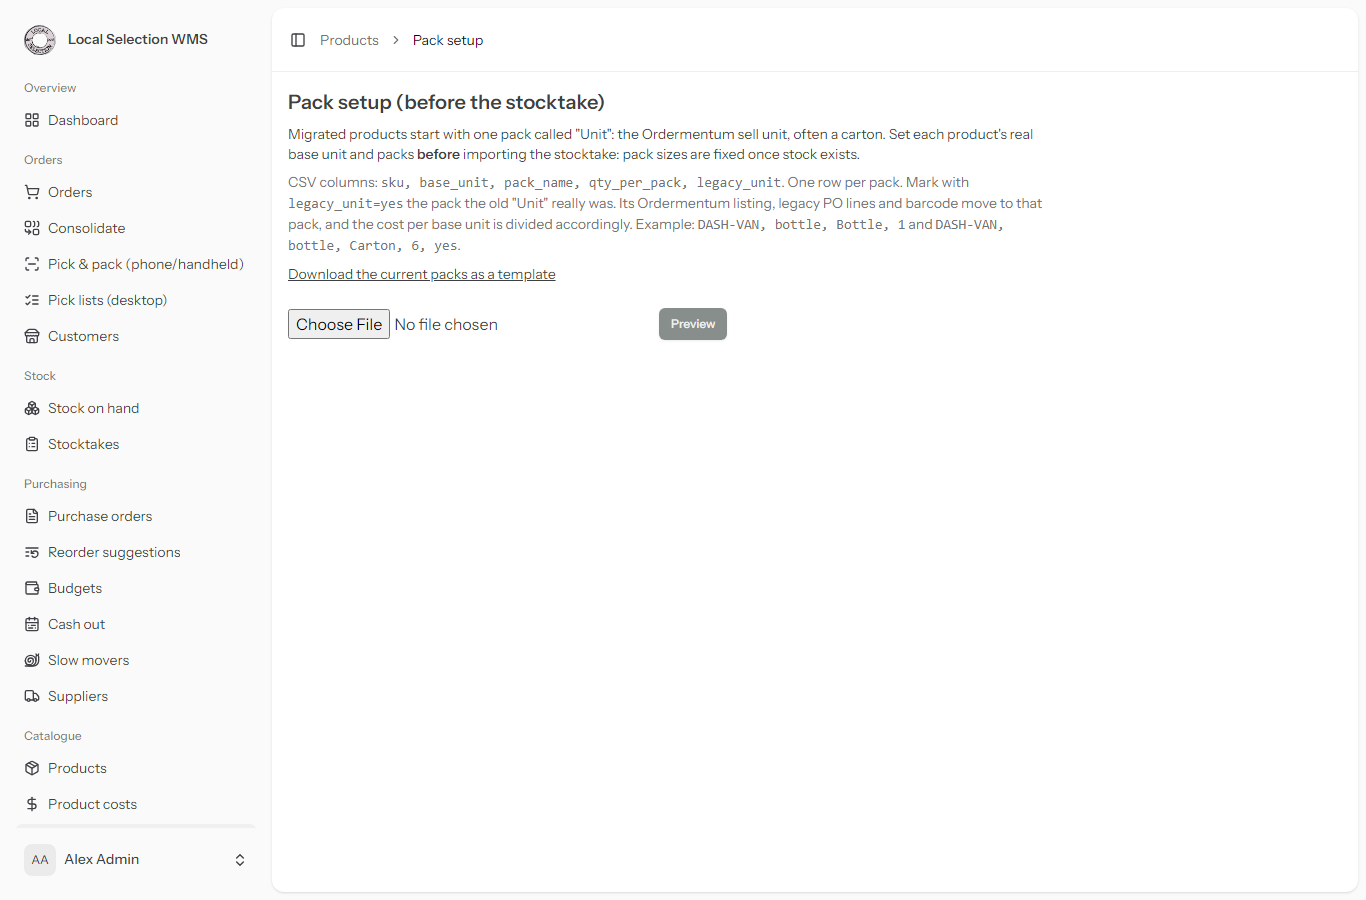 Local Selection WMS
Overview
Dashboard
Orders
Orders
Consolidate
Pick & pack (phone/handheld)
Pick lists (desktop)
Customers
Stock
Stock on hand
Stocktakes
Purchasing
Purchase orders
Reorder suggestions
Budgets
Cash out
Slow movers
Suppliers
Catalogue
Products
Product costs
AA Alex Admin
Products > Pack setup
Pack setup (before the stocktake)
Migrated products start with one pack called "Unit": the Ordermentum sell unit, often a carton. Set each product's real
base unit and packs before importing the stocktake: pack sizes are fixed once stock exists.
CSV columns: sku, base_unit, pack_name, qty_per_pack, legacy_unit. One row per pack. Mark with
legacy_unit=yes the pack the old "Unit" really was. Its Ordermentum listing, legacy PO lines and barcode move to that
pack, and the cost per base unit is divided accordingly. Example: DASH-VAN, bottle, Bottle, 1 and DASH-VAN,
bottle, Carton, 6, yes.
Download the current packs as a template
Choose File No file chosen
Preview